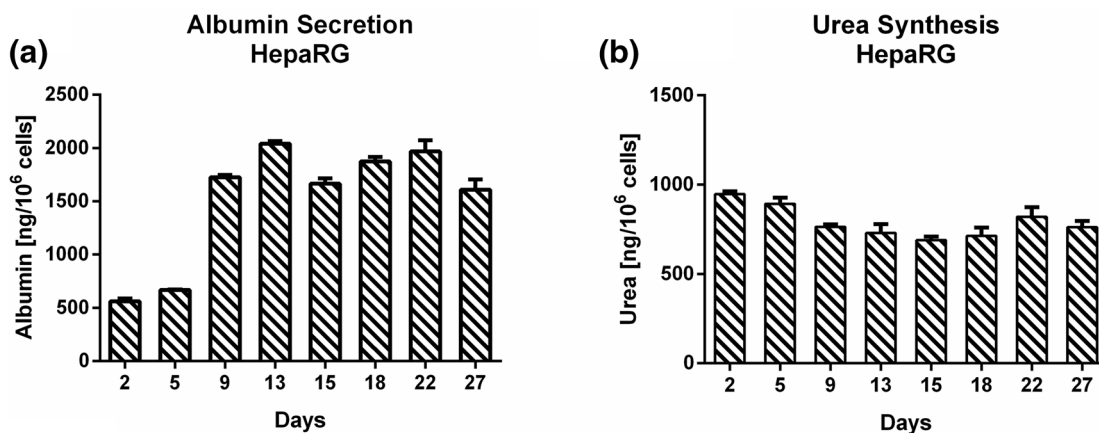 (a)
Albumin Secretion
HepaRG
Albumin [ng/10⁶ cells]
2500
2000
1500
1000
500
0
2 5 9 13 15 18 22 27
Days
(b)
Urea Synthesis
HepaRG
Urea [ng/10⁶ cells]
1500
1000
500
0
2 5 9 13 15 18 22 27
Days